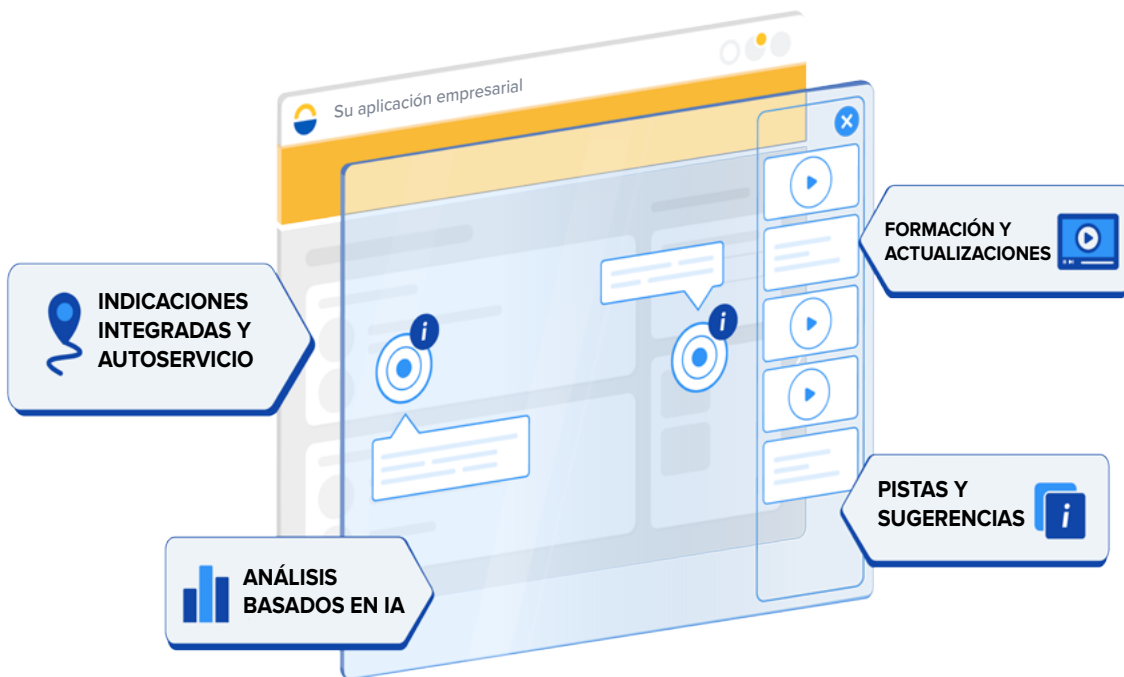 Su aplicación empresarial
FORMACIÓN Y
ACTUALIZACIONES
INDICACIONES
INTEGRADAS Y
AUTOSERVICIO
PISTAS Y
SUGERENCIAS
ANÁLISIS
BASADOS EN IA
i
i
i